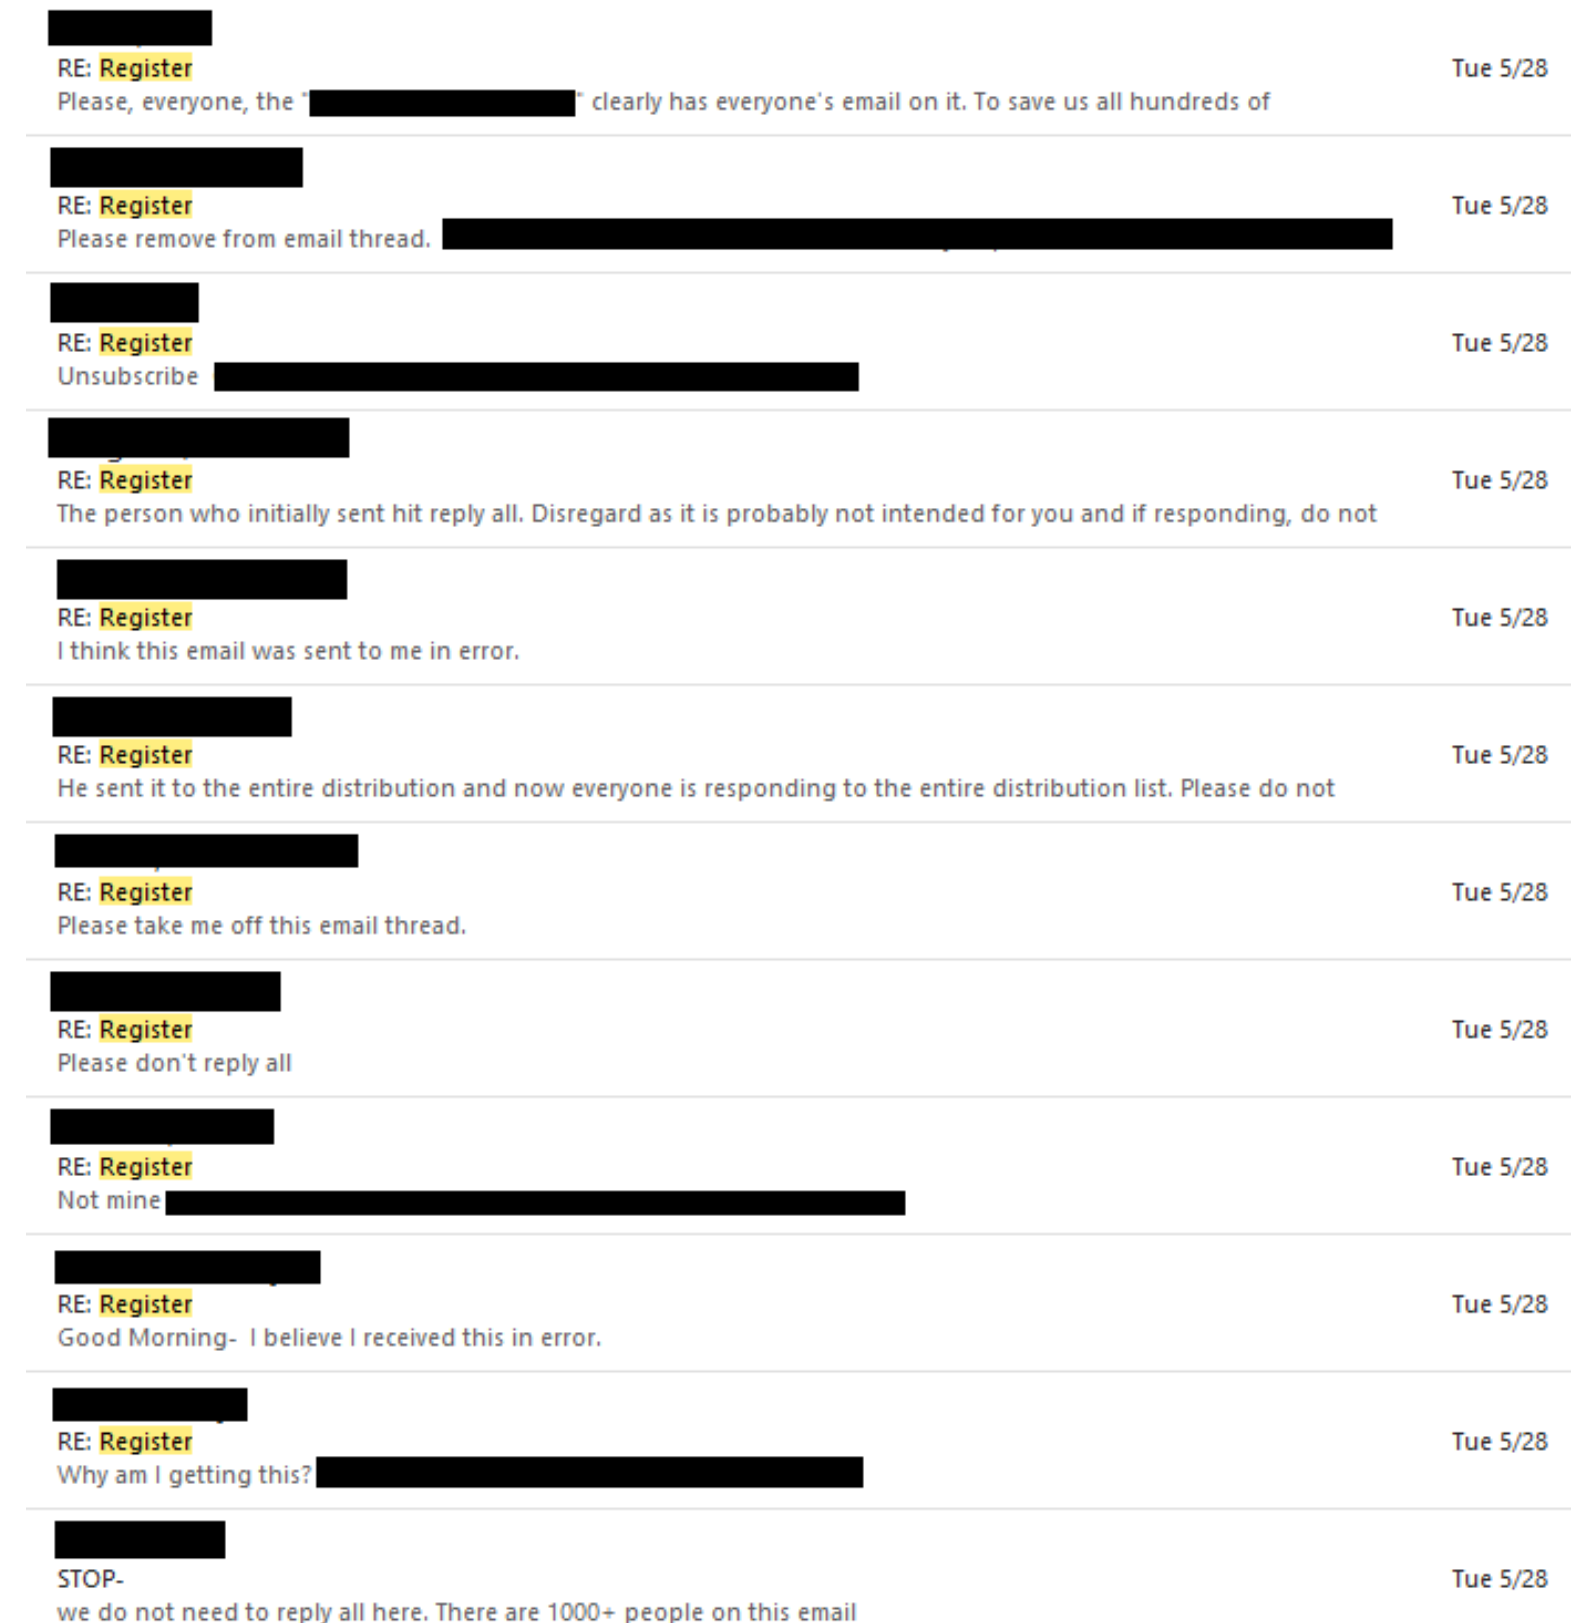 RE: Register
Tue 5/28
Please, everyone, the " " clearly has everyone's email on it. To save us all hundreds of
RE: Register
Tue 5/28
Please remove from email thread.
RE: Register
Tue 5/28
Unsubscribe
RE: Register
Tue 5/28
The person who initially sent hit reply all. Disregard as it is probably not intended for you and if responding, do not
RE: Register
Tue 5/28
I think this email was sent to me in error.
RE: Register
Tue 5/28
He sent it to the entire distribution and now everyone is responding to the entire distribution list. Please do not
RE: Register
Tue 5/28
Please take me off this email thread.
RE: Register
Tue 5/28
Please don't reply all
RE: Register
Tue 5/28
Not mine
RE: Register
Tue 5/28
Good Morning-  I believe I received this in error.
RE: Register
Tue 5/28
Why am I getting this?
STOP-
Tue 5/28
we do not need to reply all here. There are 1000+ people on this email